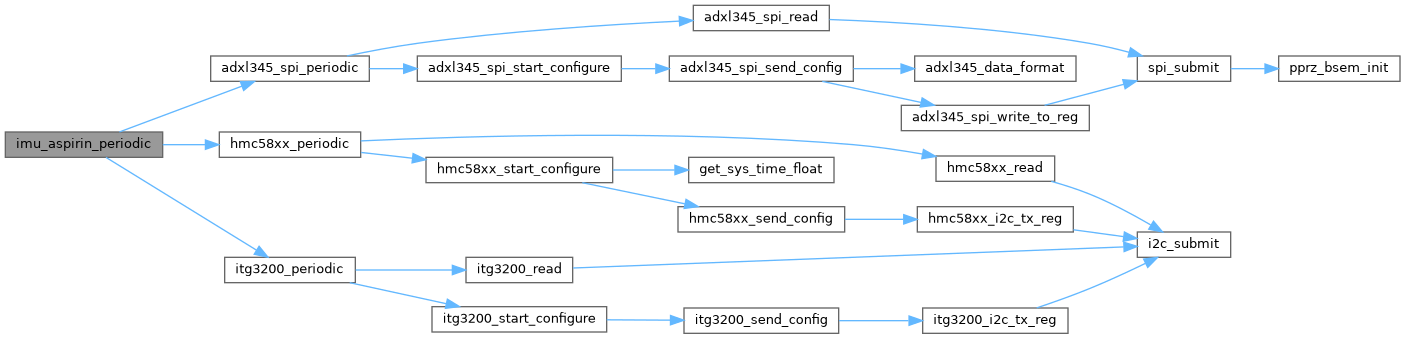 adxl345_spi_read
adxl345_spi_periodic
adxl345_spi_start_configure
adxl345_spi_send_config
adxl345_data_format
spi_submit
pprz_bsem_init
adxl345_spi_write_to_reg
imu_aspirin_periodic
hmc58xx_periodic
hmc58xx_start_configure
get_sys_time_float
hmc58xx_read
hmc58xx_send_config
hmc58xx_i2c_tx_reg
i2c_submit
itg3200_periodic
itg3200_read
itg3200_start_configure
itg3200_send_config
itg3200_i2c_tx_reg